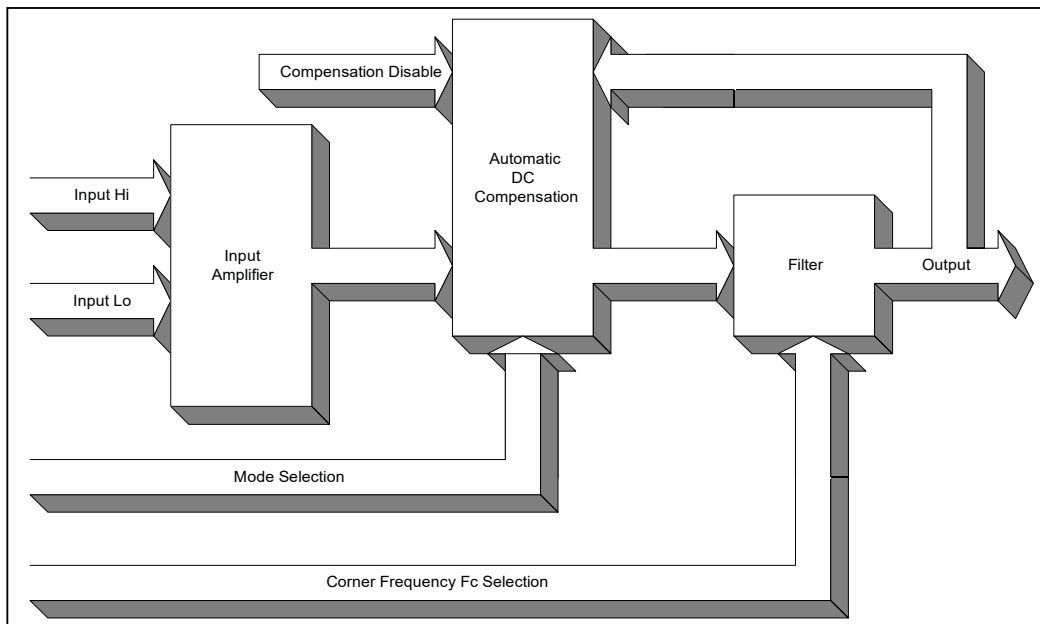 Compensation Disable
Automatic
DC
Compensation
Input Hi
Input
Amplifier
Input Lo
Filter
Output
Mode Selection
Corner Frequency Fc Selection